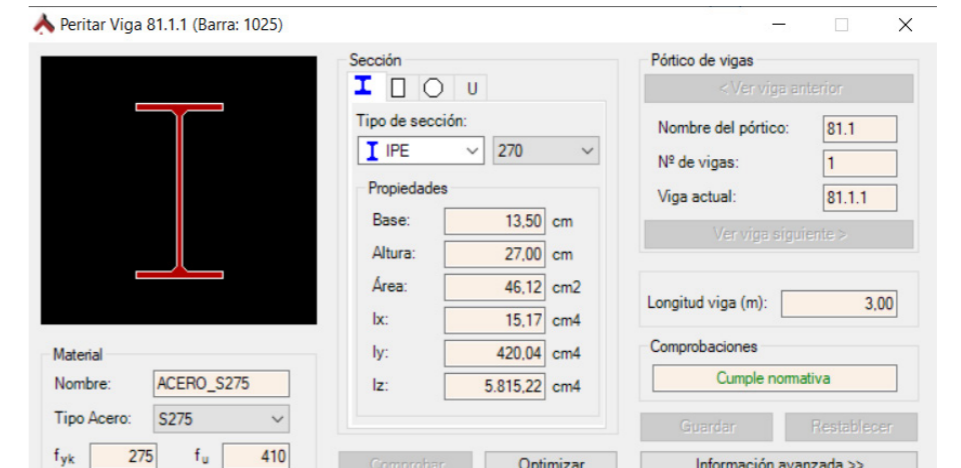 Peritar Viga 81.1.1 (Barra: 1025)
Sección
U
Tipo de sección:
IPE 270
Propiedades
Base: 13,50 cm
Altura: 27,00 cm
Área: 46,12 cm2
Ix: 15,17 cm4
Iy: 420,04 cm4
Iz: 5.815,22 cm4
Comprobar Optimizar
Pórtico de vigas
< Ver viga anterior
Nombre del pórtico: 81.1
Nº de vigas: 1
Viga actual: 81.1.1
Ver viga siguiente >
Longitud viga (m): 3,00
Comprobaciones
Cumple normativa
Guardar Restablecer
Información avanzada >>
Material
Nombre: ACERO_S275
Tipo Acero: S275
fyk 275 fu 410